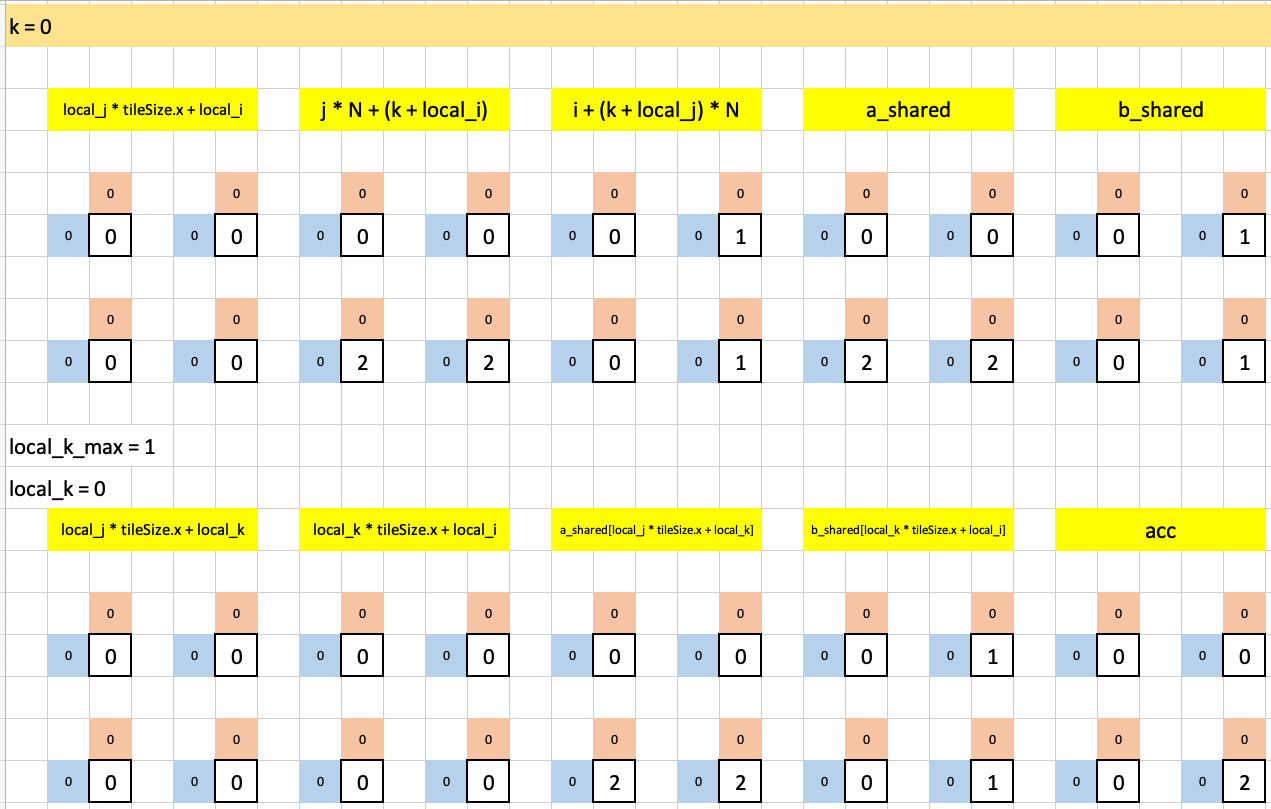 k = 0
local_j * tileSize.x + local_i j * N + (k + local_i) i + (k + local_j) * N a_shared b_shared
0 0 0 0 0 0 0 0 0 0
0 0 0 0 0 0 0 0 0 0 0 1 0 0 0 0 0 0 0 1
0 0 0 0 0 0 0 0 0 0
0 0 0 0 0 2 0 2 0 0 0 1 0 2 0 2 0 0 0 1
local_k_max = 1
local_k = 0
local_j * tileSize.x + local_k local_k * tileSize.x + local_i a_shared[local_j * tileSize.x + local_k] b_shared[local_k * tileSize.x + local_i] acc
0 0 0 0 0 0 0 0 0 0
0 0 0 0 0 0 0 0 0 0 0 0 0 0 0 1 0 0 0 0
0 0 0 0 0 0 0 0 0 0
0 0 0 0 0 0 0 0 0 2 0 2 0 0 0 1 0 0 0 2